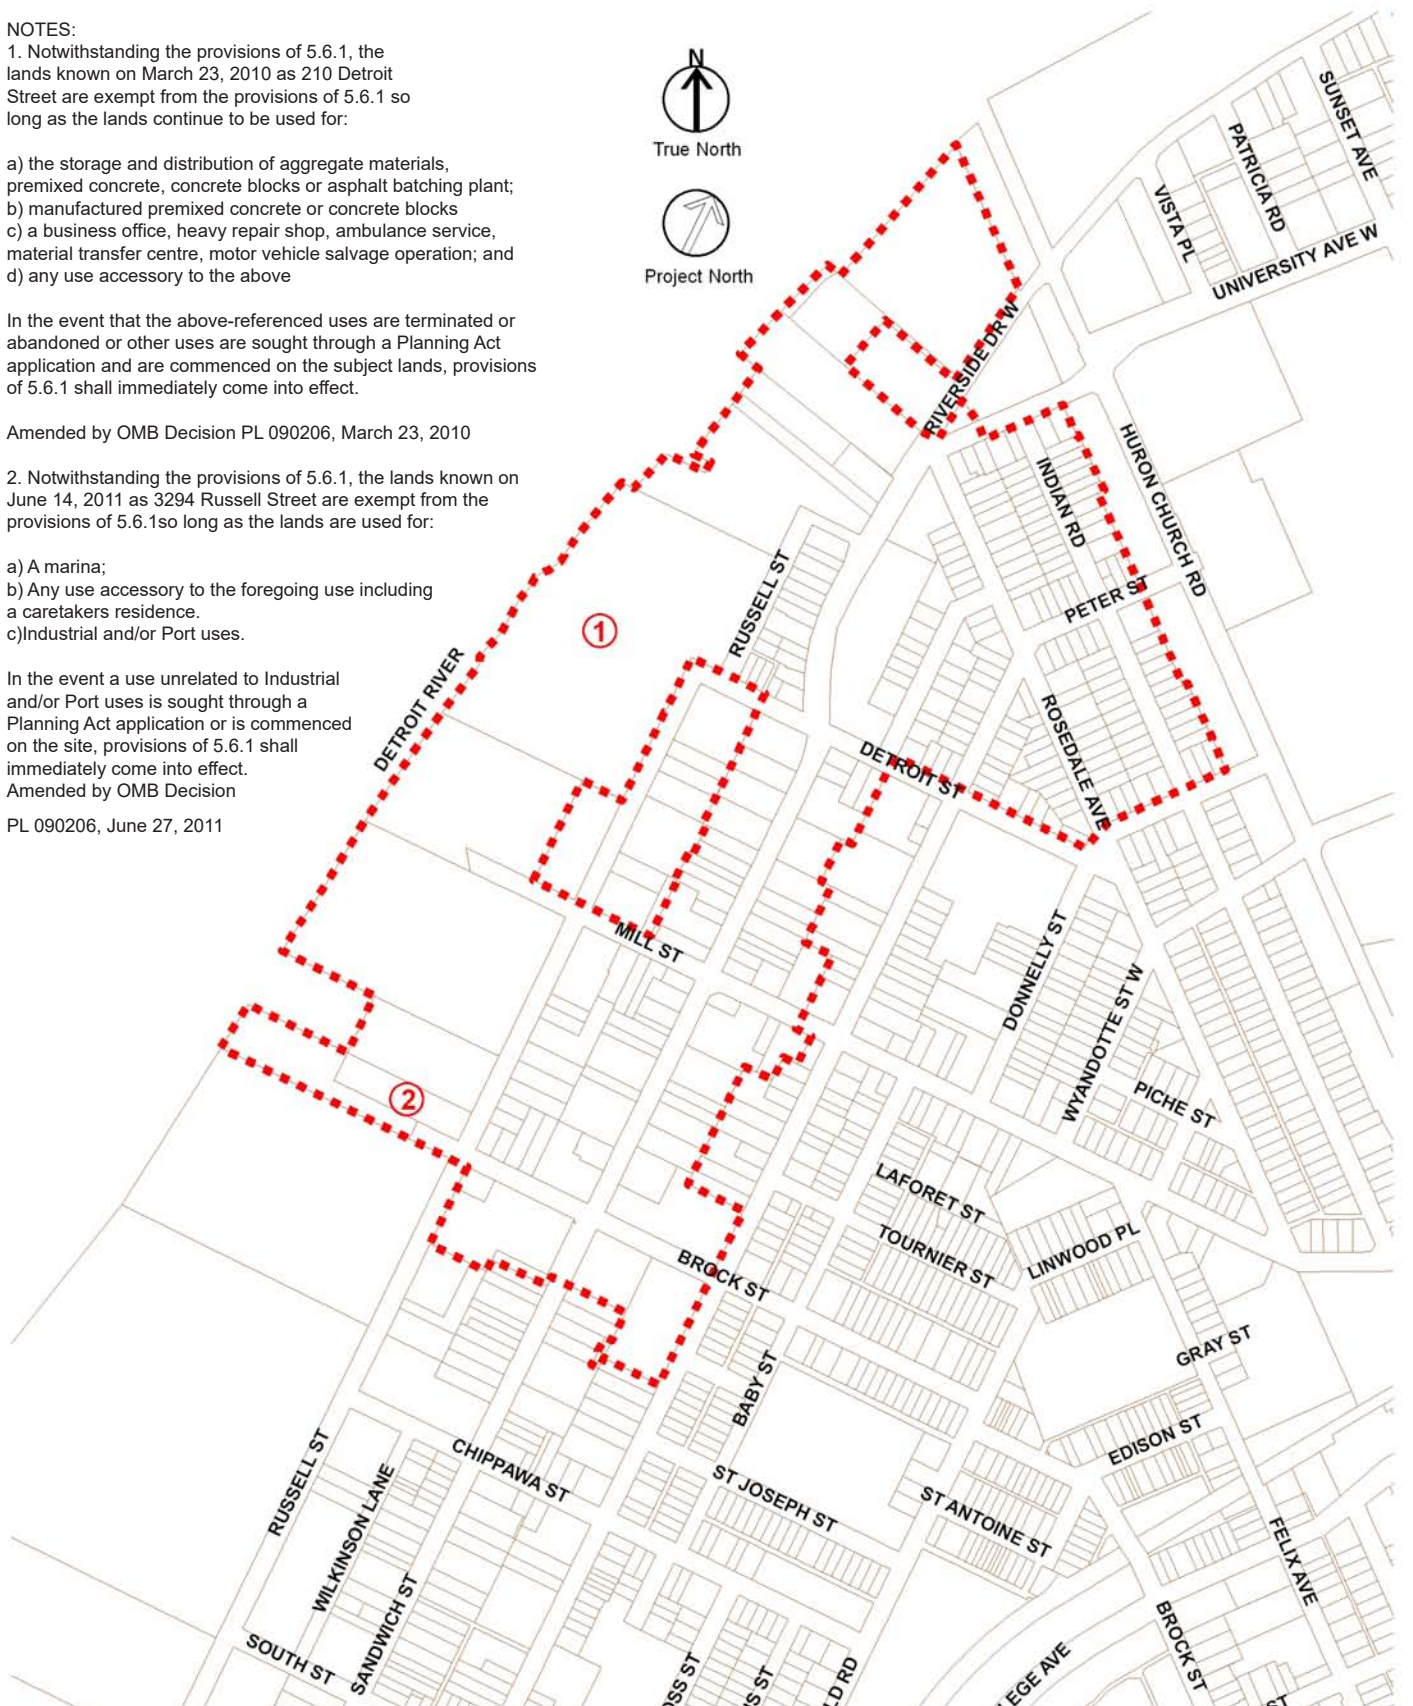 NOTES:
1. Notwithstanding the provisions of 5.6.1, the
lands known on March 23, 2010 as 210 Detroit
Street are exempt from the provisions of 5.6.1 so
long as the lands continue to be used for:
a) the storage and distribution of aggregate materials,
premixed concrete, concrete blocks or asphalt batching plant;
b) manufactured premixed concrete or concrete blocks
c) a business office, heavy repair shop, ambulance service,
material transfer centre, motor vehicle salvage operation; and
d) any use accessory to the above
In the event that the above-referenced uses are terminated or
abandoned or other uses are sought through a Planning Act
application and are commenced on the subject lands, provisions
of 5.6.1 shall immediately come into effect.
Amended by OMB Decision PL 090206, March 23, 2010
2. Notwithstanding the provisions of 5.6.1, the lands known on
June 14, 2011 as 3294 Russell Street are exempt from the
provisions of 5.6.1so long as the lands are used for:
a) A marina;
b) Any use accessory to the foregoing use including
a caretakers residence.
c)Industrial and/or Port uses.
In the event a use unrelated to Industrial
and/or Port uses is sought through a
Planning Act application or is commenced
on the site, provisions of 5.6.1 shall
immediately come into effect.
Amended by OMB Decision
PL 090206, June 27, 2011
N
True North
Project North
SUNSET AVE
PATRICIA RD
VISTA PL
UNIVERSITY AVE W
RIVERSIDE DR W
HURON CHURCH RD
INDIAN RD
PETER ST
RUSSELL ST
1
DETROIT RIVER
ROSEDALE AVE
DETROIT ST
MILL ST
DONNELLY ST
WYANDOTTE ST W
PICHE ST
2
LAFORET ST
TOURNIER ST
LINWOOD PL
BROCK ST
GRAY ST
BABY ST
EDISON ST
RUSSELL ST
WILKINSON LANE
CHIPPAWA ST
ST JOSEPH ST
ST ANTOINE ST
FELIX AVE
SANDWICH ST
SOUTH ST
BROCK ST
OSS ST
S ST
LD RD
LEGE AVE
ST